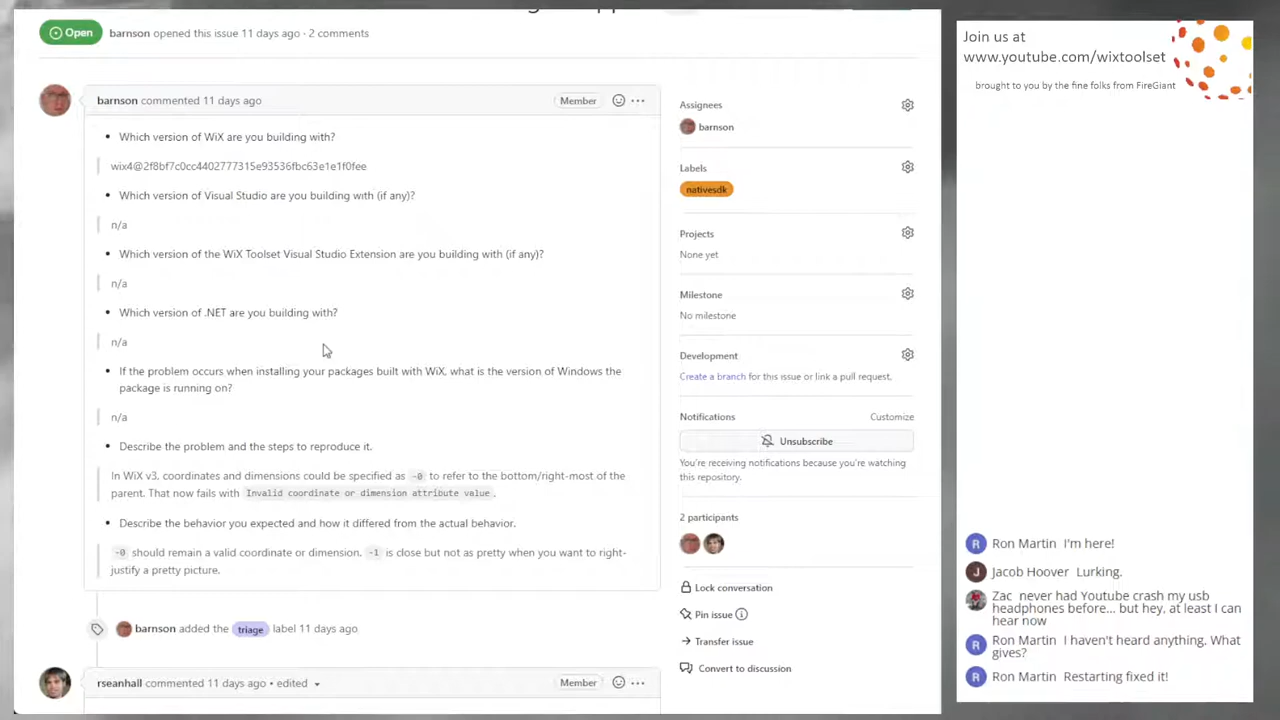 Open
barnson opened this issue 11 days ago · 2 comments
barnson commented 11 days ago
Member
• Which version of WiX are you building with?
wix4@2f8bf7c0cc4402777315e93536fbc63e1e1f0fee
• Which version of Visual Studio are you building with (if any)?
n/a
• Which version of the WiX Toolset Visual Studio Extension are you building with (if any)?
n/a
• Which version of .NET are you building with?
n/a
• If the problem occurs when installing your packages built with WiX, what is the version of Windows the
package is running on?
n/a
• Describe the problem and the steps to reproduce it.
In WiX v3, coordinates and dimensions could be specified as -0 to refer to the bottom/right-most of the
parent. That now fails with Invalid coordinate or dimension attribute value.
• Describe the behavior you expected and how it differed from the actual behavior.
-0 should remain a valid coordinate or dimension. -1 is close but not as pretty when you want to right-
justify a pretty picture.
barnson added the triage label 11 days ago
rseanhall commented 11 days ago • edited
Member
Assignees
barnson
Labels
nativesdk
Projects
None yet
Milestone
No milestone
Development
Create a branch for this issue or link a pull request.
Notifications
Customize
Unsubscribe
You're receiving notifications because you're watching
this repository.
2 participants
Lock conversation
Pin issue
Transfer issue
Convert to discussion
Join us at
www.youtube.com/wixtoolset
brought to you by the fine folks from FireGiant
R Ron Martin I'm here!
J Jacob Hoover Lurking.
Zac never had Youtube crash my usb
headphones before... but hey, at least I can
hear now
R Ron Martin I haven't heard anything. What
gives?
R Ron Martin Restarting fixed it!